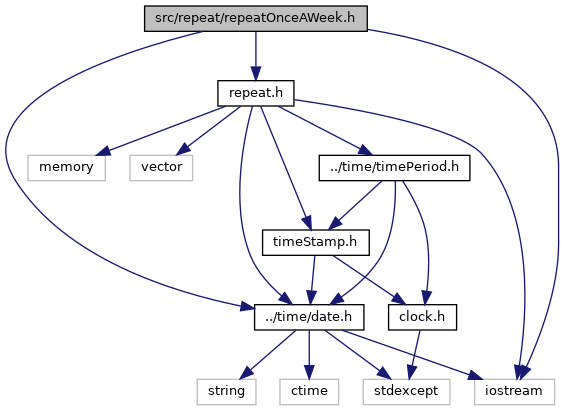 src/repeat/repeatOnceAWeek.h
repeat.h
memory
vector
../time/timePeriod.h
timeStamp.h
../time/date.h
clock.h
string
ctime
stdexcept
iostream